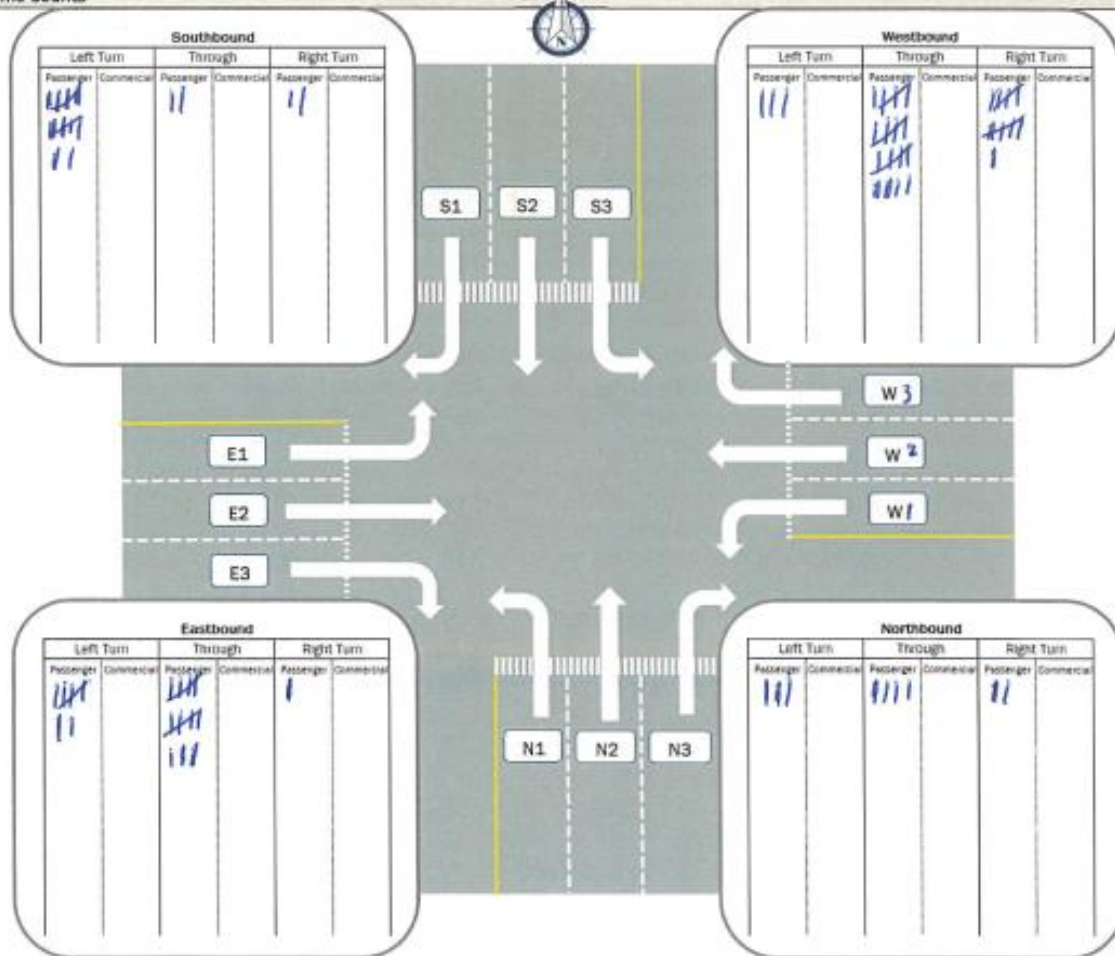 Southbound
Left Turn Through Right Turn
Passenger Commercial Passenger Commercial Passenger Commercial
Westbound
Left Turn Through Right Turn
Passenger Commercial Passenger Commercial Passenger Commercial
N
S1 S2 S3
W 3
E1 W 2
E2 W 1
E3
Eastbound
Left Turn Through Right Turn
Passenger Commercial Passenger Commercial Passenger Commercial
Northbound
Left Turn Through Right Turn
Passenger Commercial Passenger Commercial Passenger Commercial
N1 N2 N3